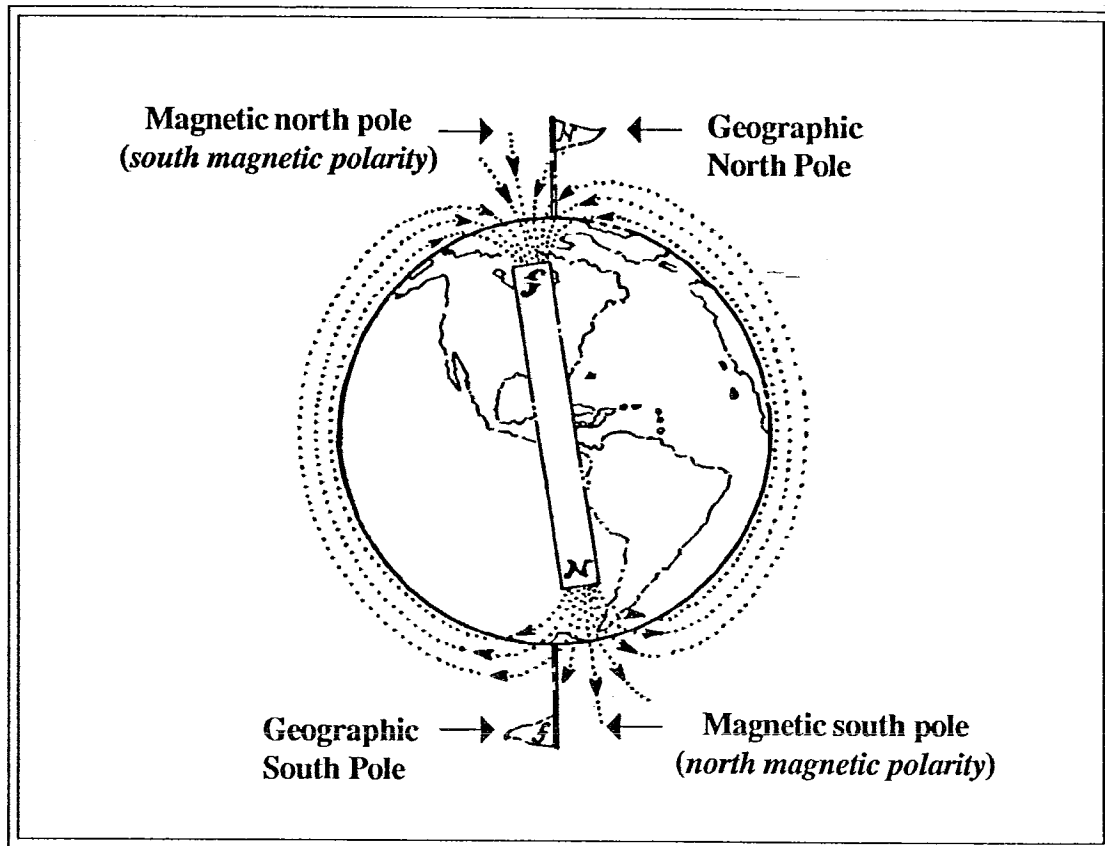 Magnetic north pole
(south magnetic polarity)
N
Geographic
North Pole
S
N
Geographic
South Pole
S
Magnetic south pole
(north magnetic polarity)